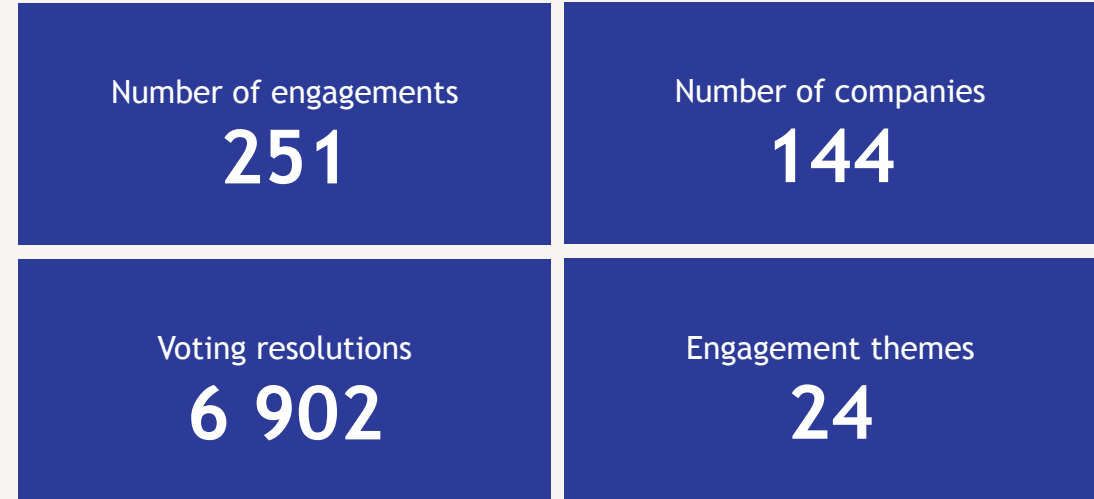 Number of engagements
251
Number of companies
144
Voting resolutions
6 902
Engagement themes
24